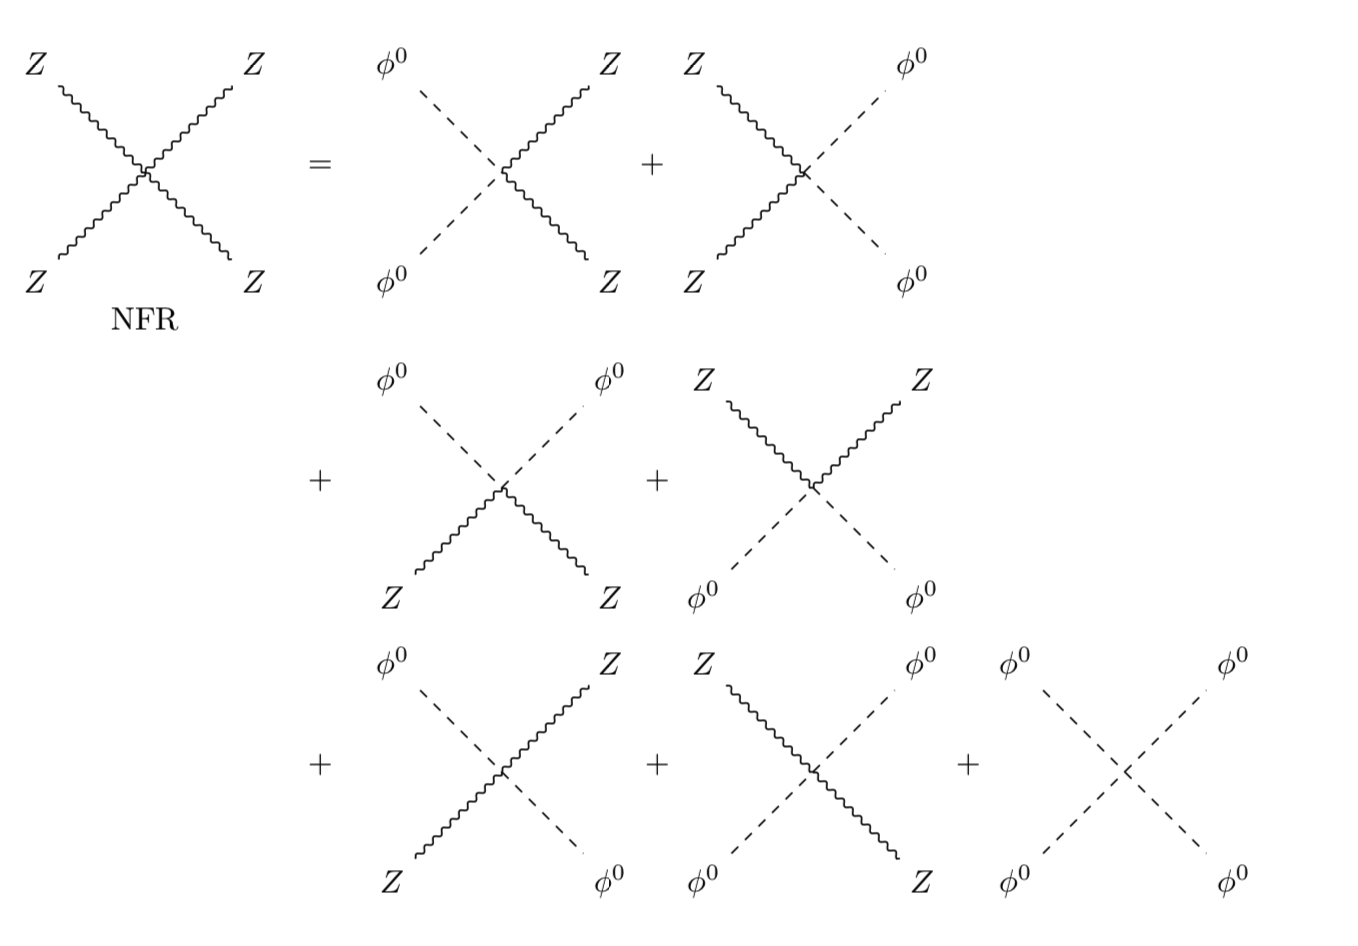 Z Z ϕ⁰ Z Z ϕ⁰
= +
Z Z ϕ⁰ Z Z ϕ⁰
NFR
ϕ⁰ ϕ⁰ Z Z
+ +
Z Z ϕ⁰ ϕ⁰
ϕ⁰ Z Z ϕ⁰ ϕ⁰ ϕ⁰
+ + +
Z ϕ⁰ ϕ⁰ Z ϕ⁰ ϕ⁰